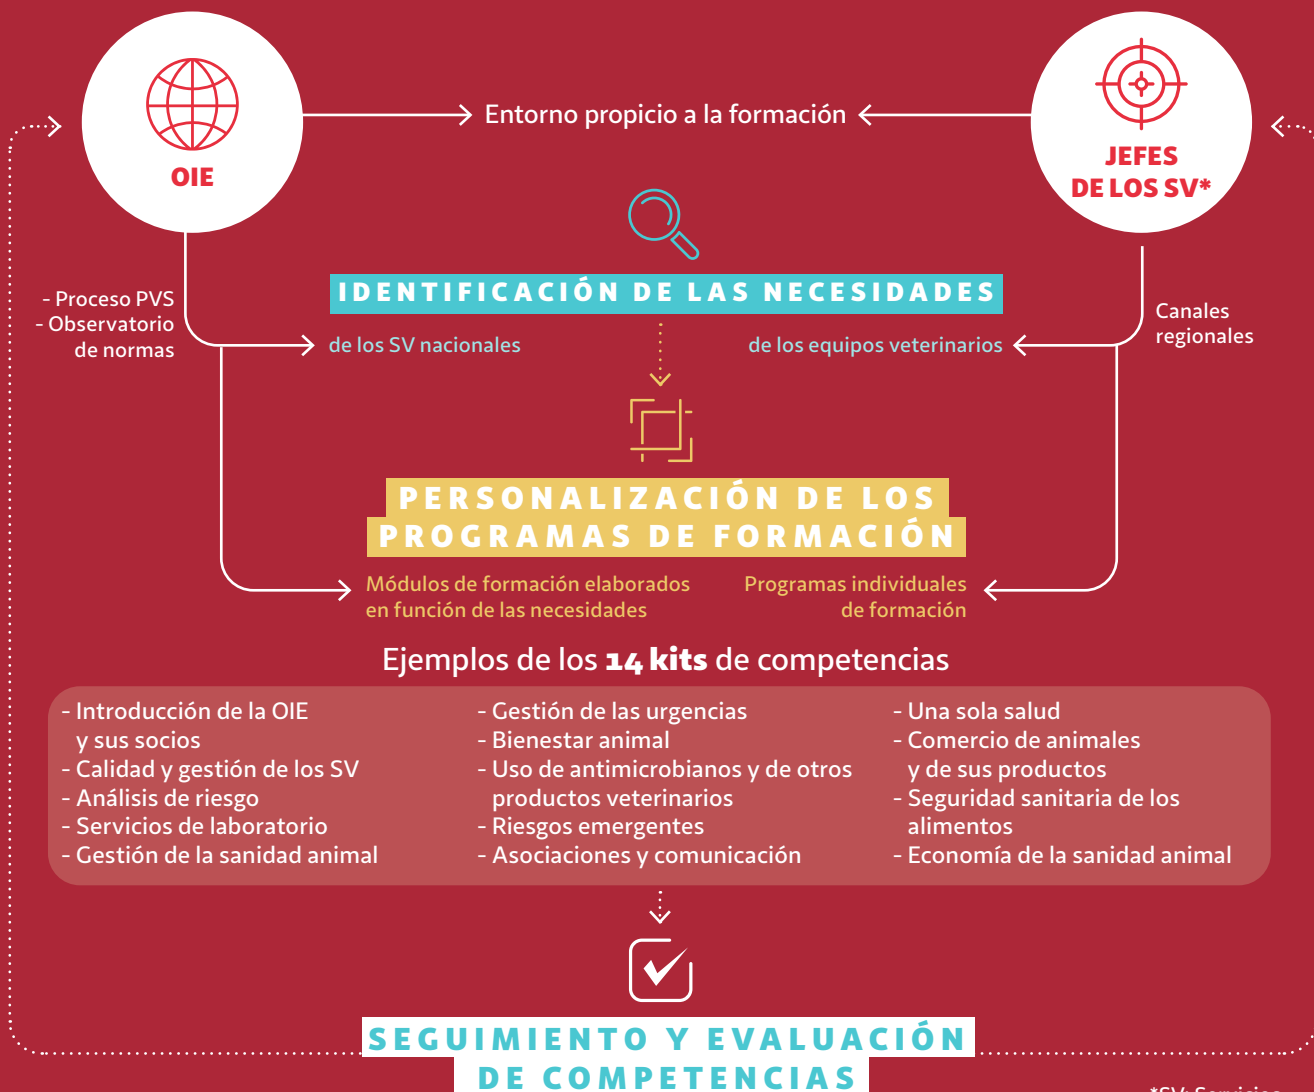 OIE
Entorno propicio a la formación
JEFES
DE LOS SV*
- Proceso PVS
- Observatorio
de normas
IDENTIFICACIÓN DE LAS NECESIDADES
de los SV nacionales
de los equipos veterinarios
Canales
regionales
PERSONALIZACIÓN DE LOS
PROGRAMAS DE FORMACIÓN
Módulos de formación elaborados
en función de las necesidades
Programas individuales
de formación
Ejemplos de los 14 kits de competencias
- Introducción de la OIE
y sus socios
- Calidad y gestión de los SV
- Análisis de riesgo
- Servicios de laboratorio
- Gestión de la sanidad animal
- Gestión de las urgencias
- Bienestar animal
- Uso de antimicrobianos y de otros
productos veterinarios
- Riesgos emergentes
- Asociaciones y comunicación
- Una sola salud
- Comercio de animales
y de sus productos
- Seguridad sanitaria de los
alimentos
- Economía de la sanidad animal
SEGUIMIENTO Y EVALUACIÓN
DE COMPETENCIAS
*SV: Servicios